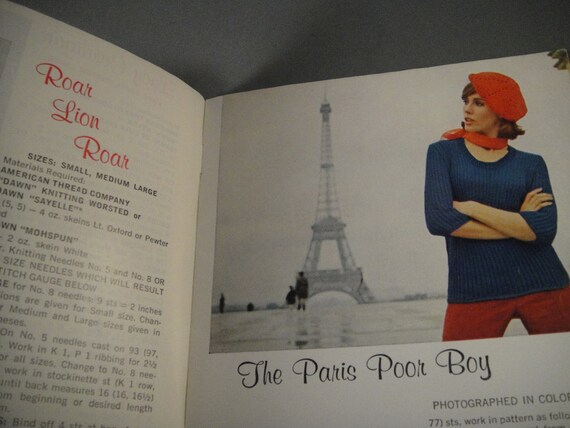 Roar
Lion
Roar
SIZES: SMALL, MEDIUM LARGE
Materials Required:
AMERICAN THREAD COMPANY
"DAWN" KNITTING WORSTED or
DAWN "SAYELLE"*
(5, 5) — 4 oz. skeins Lt. Oxford or Pewter
"MOHSPUN"
2 oz. skein White
Knitting Needles No. 5 and No. 8 OR
SIZE NEEDLES WHICH WILL RESULT
GAUGE BELOW
for No. 8 needles: 9 sts = 2 inches
are given for Small size. Chan-
Medium and Large sizes given in
On No. 5 needles cast on 93 (97,
Work in K 1, P 1 ribbing for 2½
for all sizes. Change to No. 8 nee-
work in stockinette st (K 1 row,
until back measures 16 (16, 16½)
from beginning or desired length
Bind off 4 sts at
The Paris Poor Boy
PHOTOGRAPHED IN COLOR
77) sts, work in pattern as follow